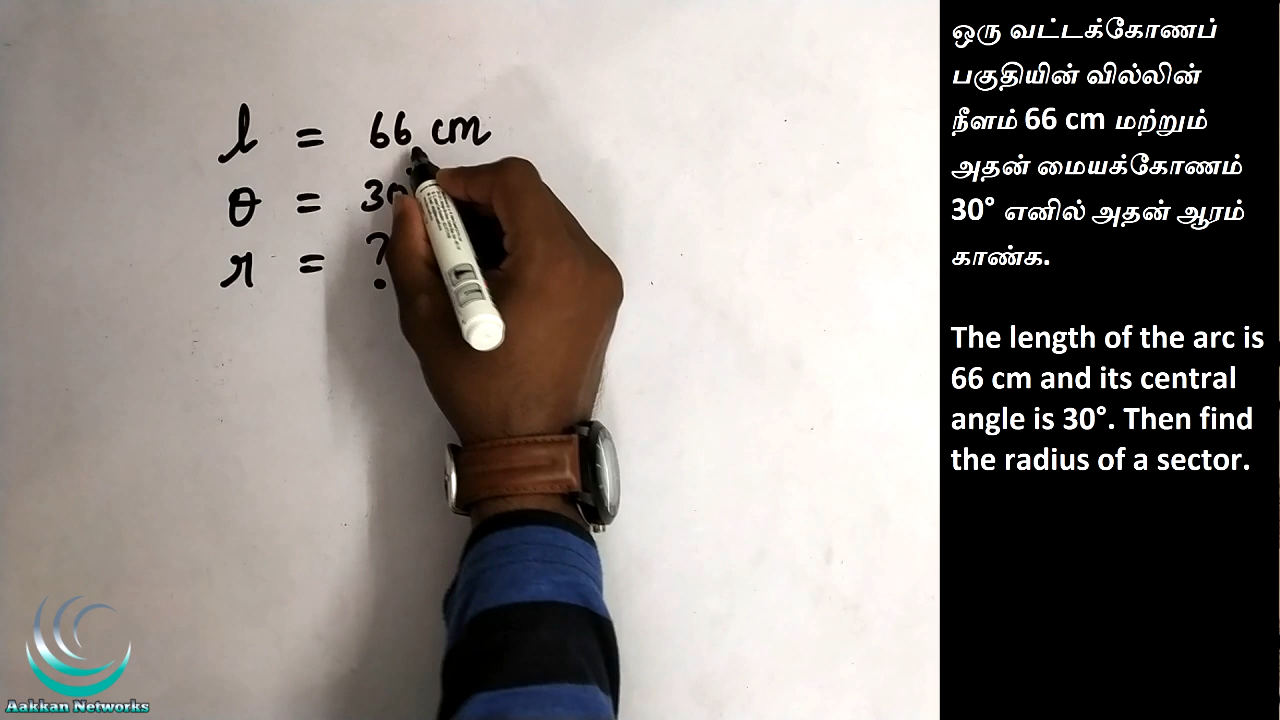 l = 66 cm
θ = 30
r = ?
ஒரு வட்டக்கோணப்
பகுதியின் வில்லின்
நீளம் 66 cm மற்றும்
அதன் மையக்கோணம்
30° எனில் அதன் ஆரம்
காண்க.
The length of the arc is
66 cm and its central
angle is 30°. Then find
the radius of a sector.
Aakkan Networks